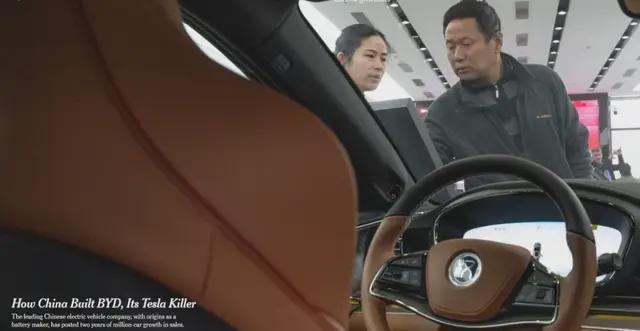 How China Built BYD, Its Tesla Killer
The leading Chinese electric vehicle company, with origins as a
battery maker, has posted two years of million car growth in sales.